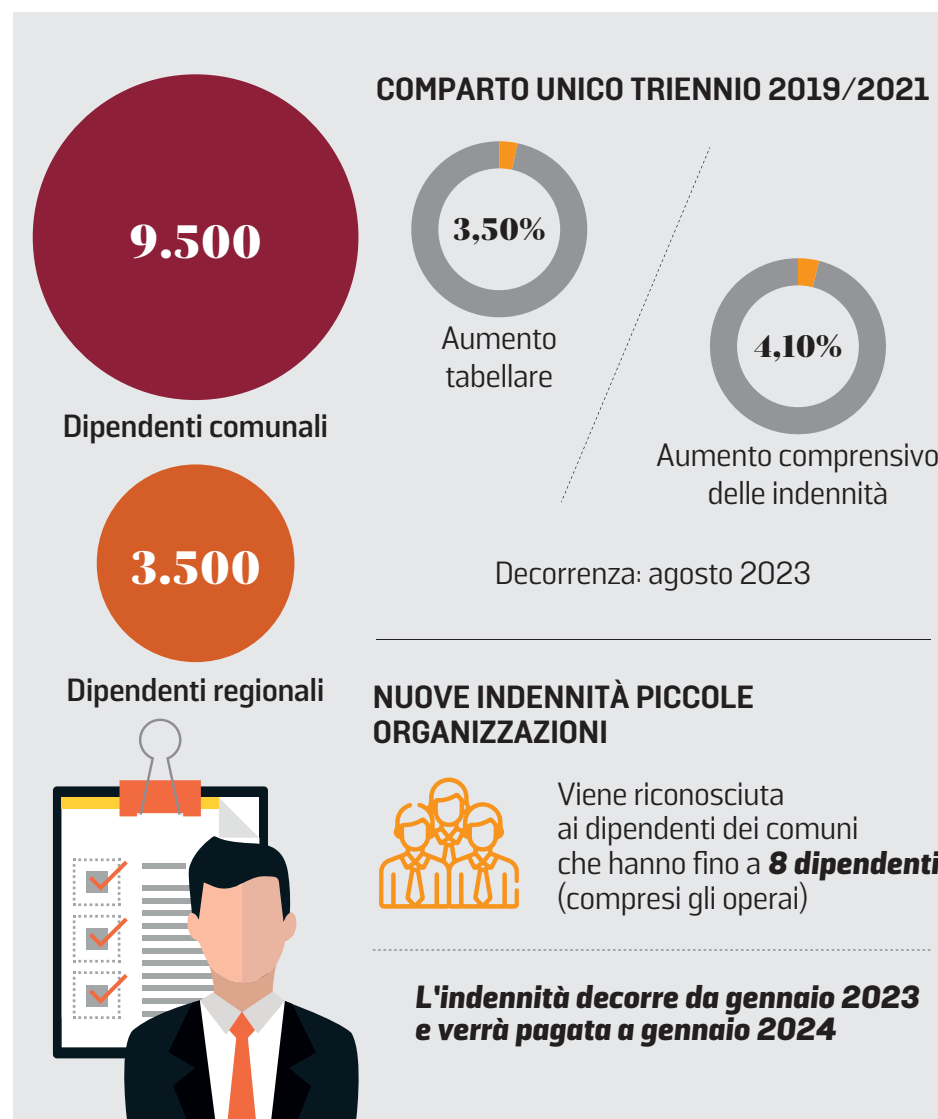 9.500
Dipendenti comunali
3.500
Dipendenti regionali
COMPARTO UNICO TRIENNIO 2019/2021
3,50%
Aumento
tabellare
4,10%
Aumento comprensivo
delle indennità
Decorrenza: agosto 2023
NUOVE INDENNITÀ PICCOLE
ORGANIZZAZIONI
Viene riconosciuta
ai dipendenti dei comuni
che hanno fino a 8 dipendenti
(compresi gli operai)
L'indennità decorre da gennaio 2023
e verrà pagata a gennaio 2024